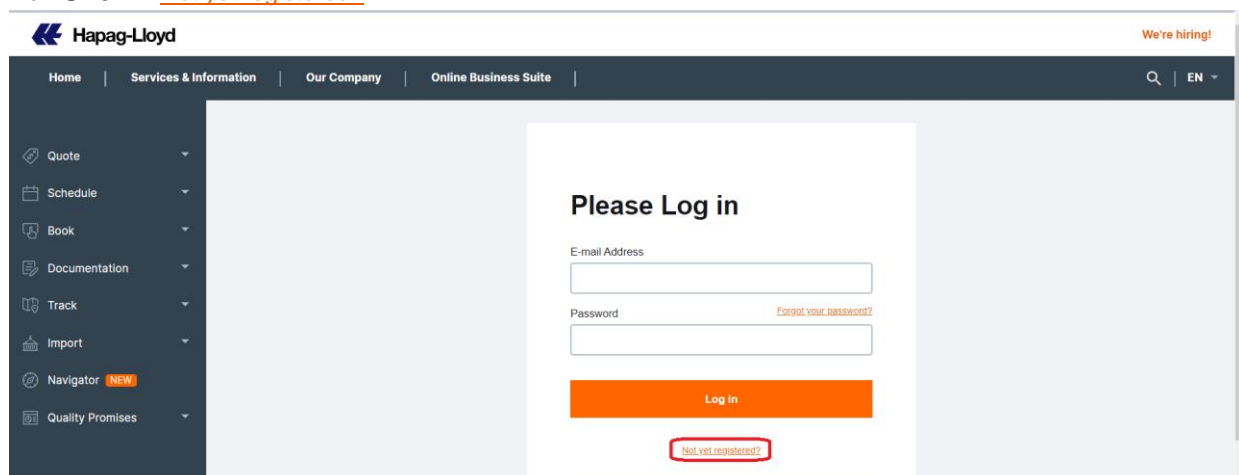 Hapag-Lloyd
We're hiring!
Home | Services & Information | Our Company | Online Business Suite |
| EN
Quote
Schedule
Book
Documentation
Track
Import
Navigator NEW
Quality Promises
Please Log in
E-mail Address
Password
Forgot your password?
Log in
Not yet registered?